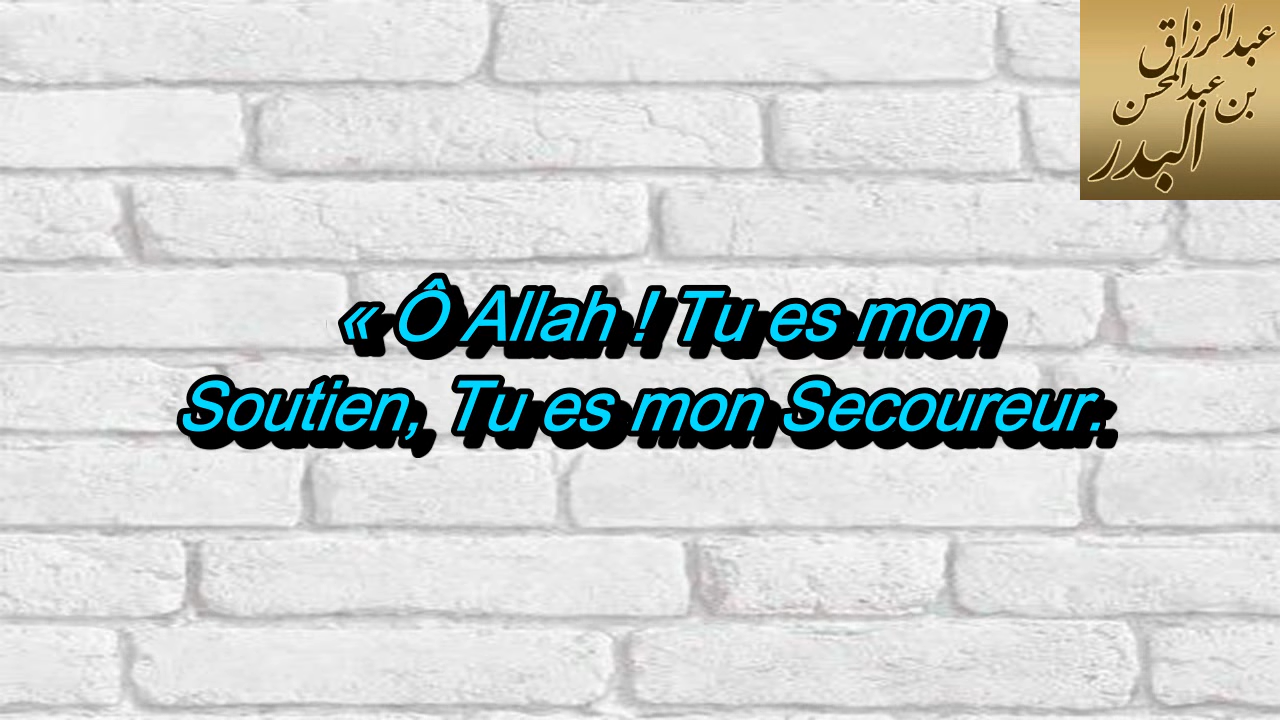 عبدالرزاق
بن عبدالمحسن
البدر
« Ô Allah ! Tu es mon
Soutien, Tu es mon Secoureur.